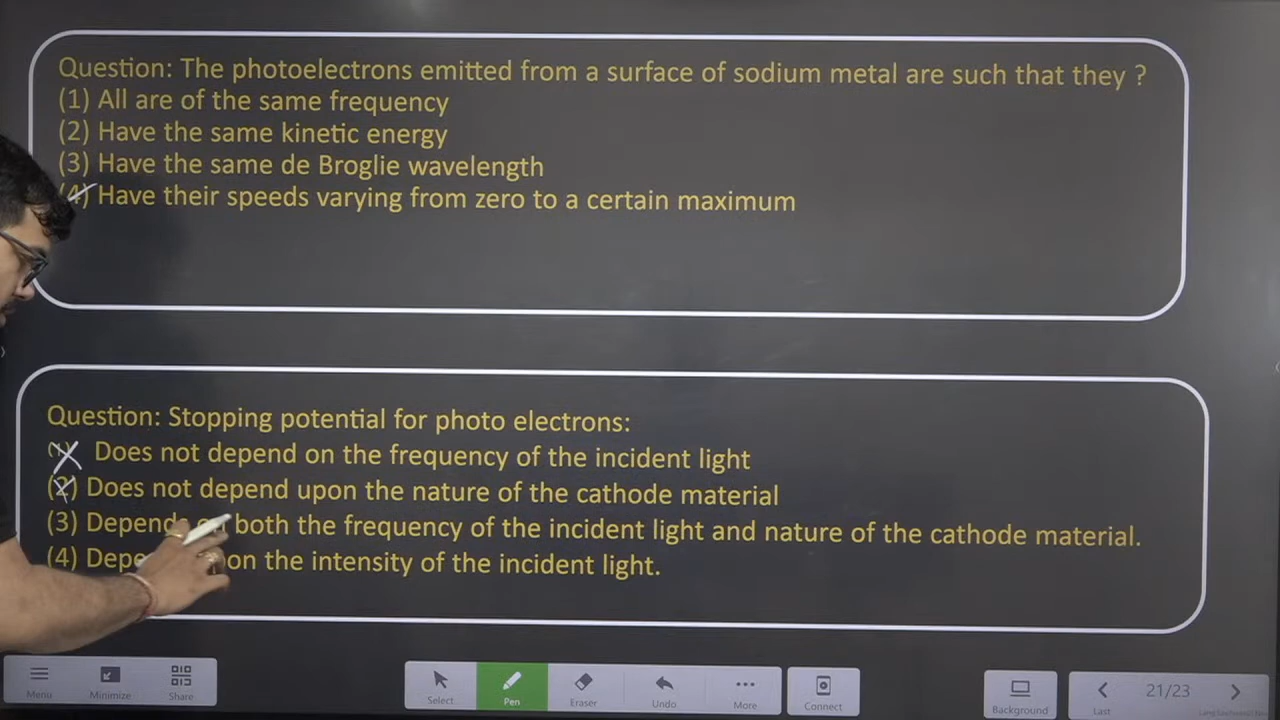 Question: The photoelectrons emitted from a surface of sodium metal are such that they ?
(1) All are of the same frequency
(2) Have the same kinetic energy
(3) Have the same de Broglie wavelength
(4) Have their speeds varying from zero to a certain maximum
Question: Stopping potential for photo electrons:
(1) Does not depend on the frequency of the incident light
(2) Does not depend upon the nature of the cathode material
(3) Depends both the frequency of the incident light and nature of the cathode material.
(4) the intensity of the incident light.
Menu
Minimize
Share
Select
Pen
Eraser
Undo
More
Connect
Background
Last
21/23